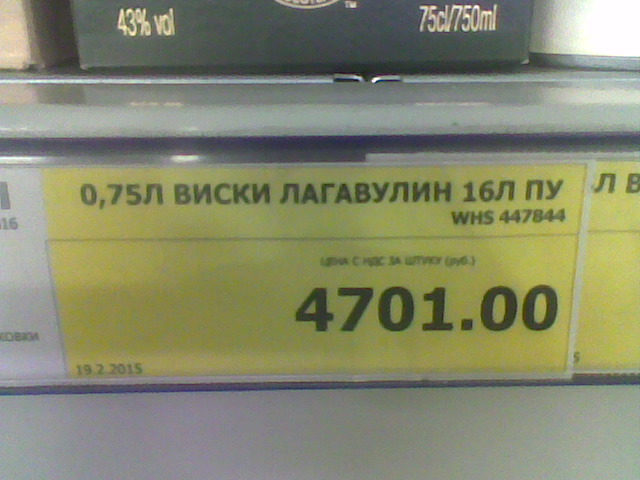 43% vol
75cl/750ml
0,75Л ВИСКИ ЛАГАВУЛИН 16Л ПУ
WHS 447844
ЦЕНА С НДС ЗА ШТУКУ (руб.)
4701.00
19.2.2015
Л В